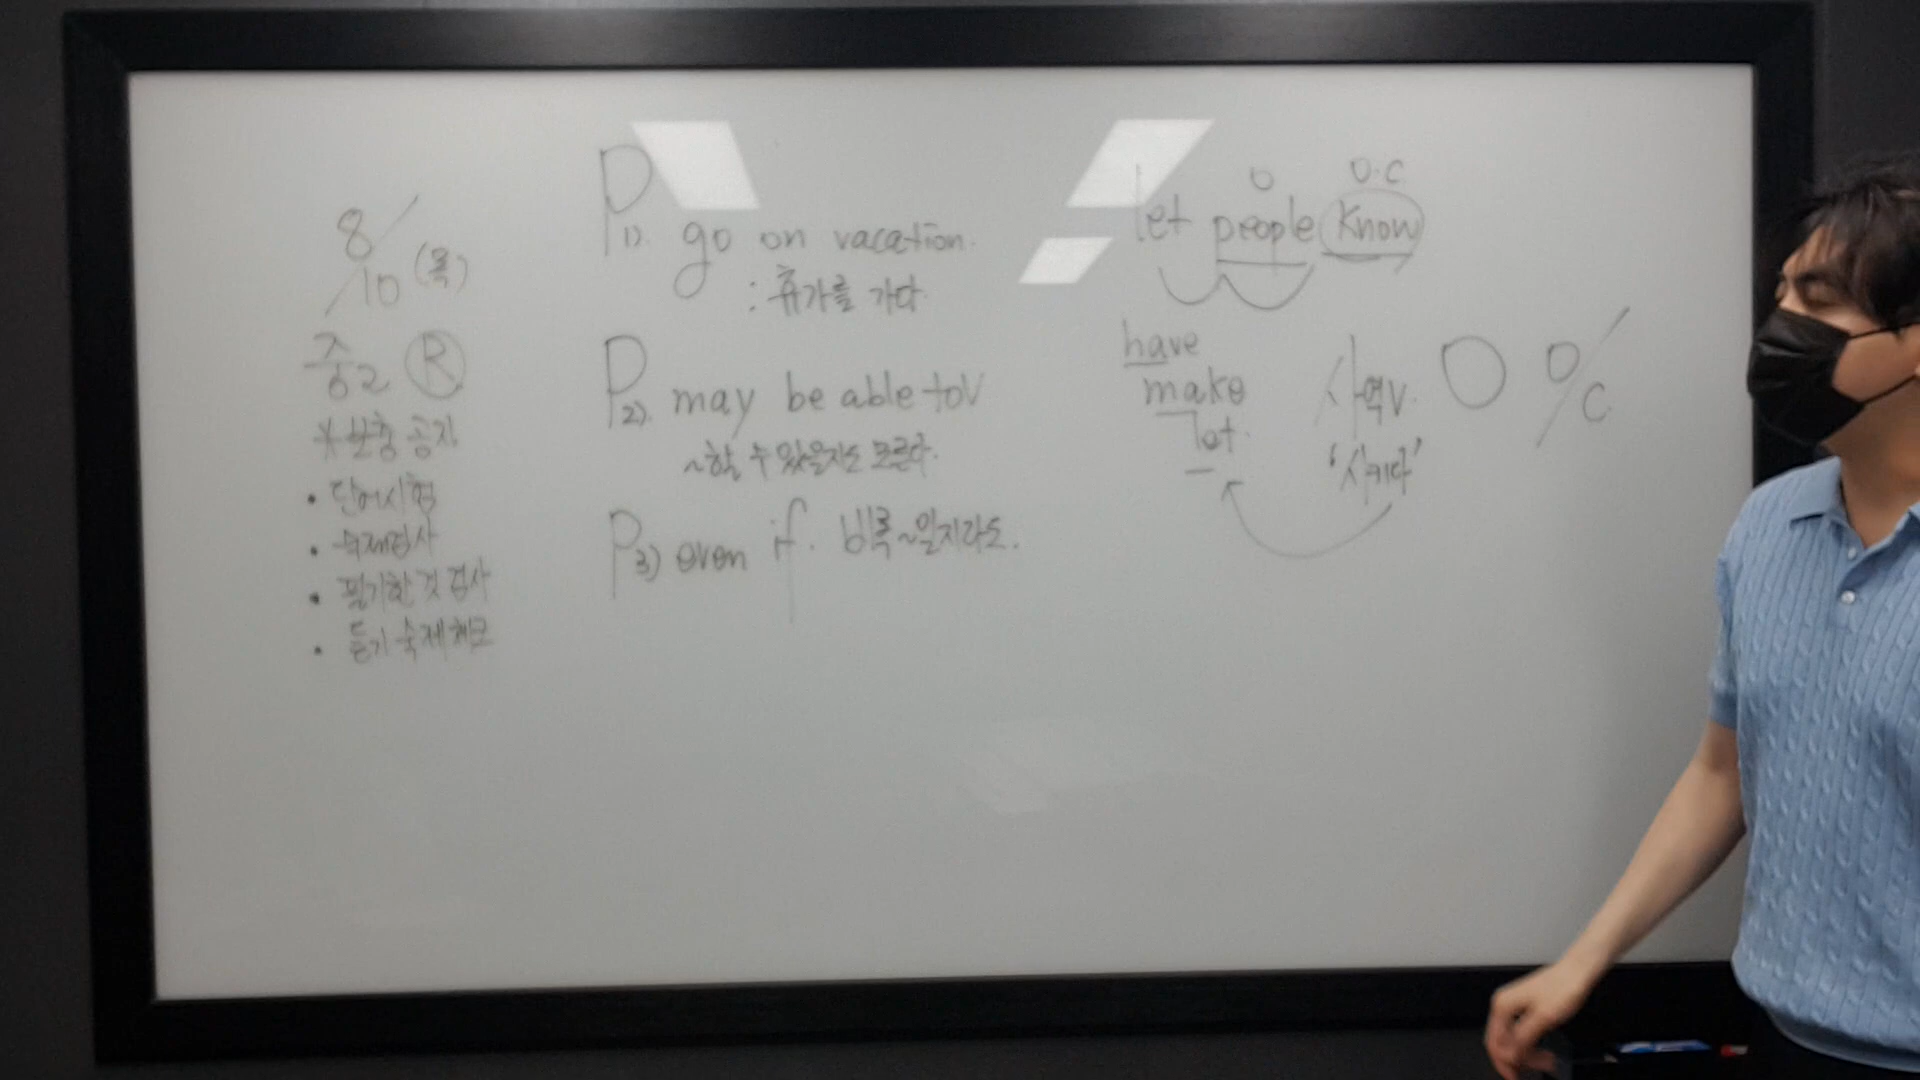 8/10 (목)
중2 Ⓡ
* 보충 공지
• 단어시험
• 숙제검사
• 필기한 것 검사
• 듣기 숙제 체크
P1). go on vacation.
: 휴가를 가다
P2). may be able to V
~할 수 있을지도 모른다.
P3) even if. 비록~일지라도.
O O.C
let people know
have
make 사역V. O O/C
let. '시키다'